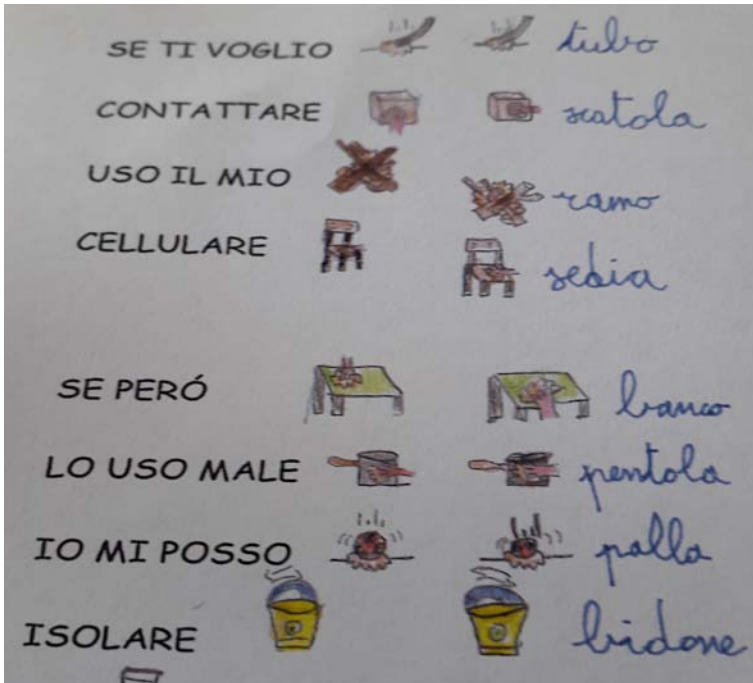 SE TI VOGLIO tubo
CONTATTARE scatola
USO IL MIO ramo
CELLULARE sedia
SE PERÓ banco
LO USO MALE pentola
IO MI POSSO palla
ISOLARE bidone